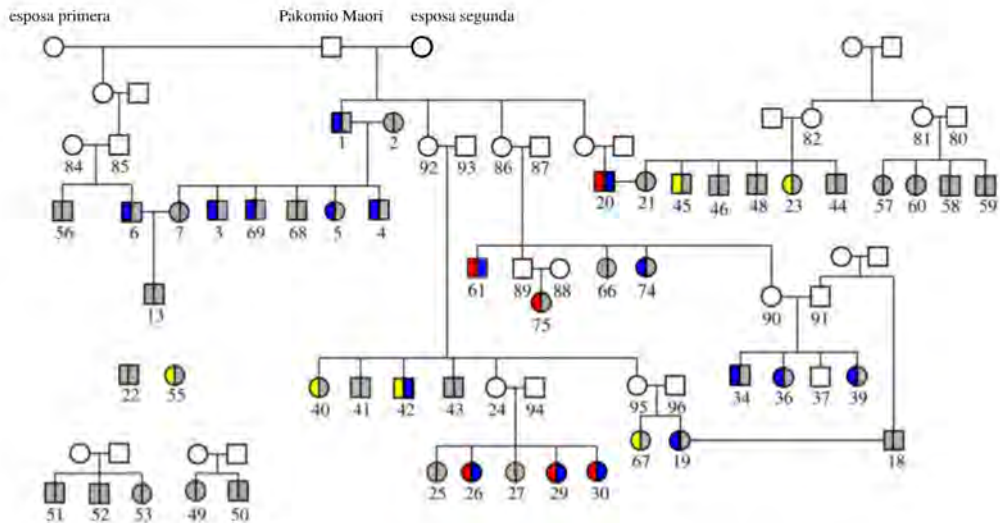 esposa primera Pakomio Maori esposa segunda
82 81 80
1 2 92 93 86 87
84 85
20 21 45 46 48 23 44 57 60 58 59
56 6 7 3 69 68 5 4
61 89 88 66 74
75 90 91
13
22 55
40 41 42 43 24 94 95 96 34 36 37 39
67 19 18
25 26 27 29 30
51 52 53 49 50